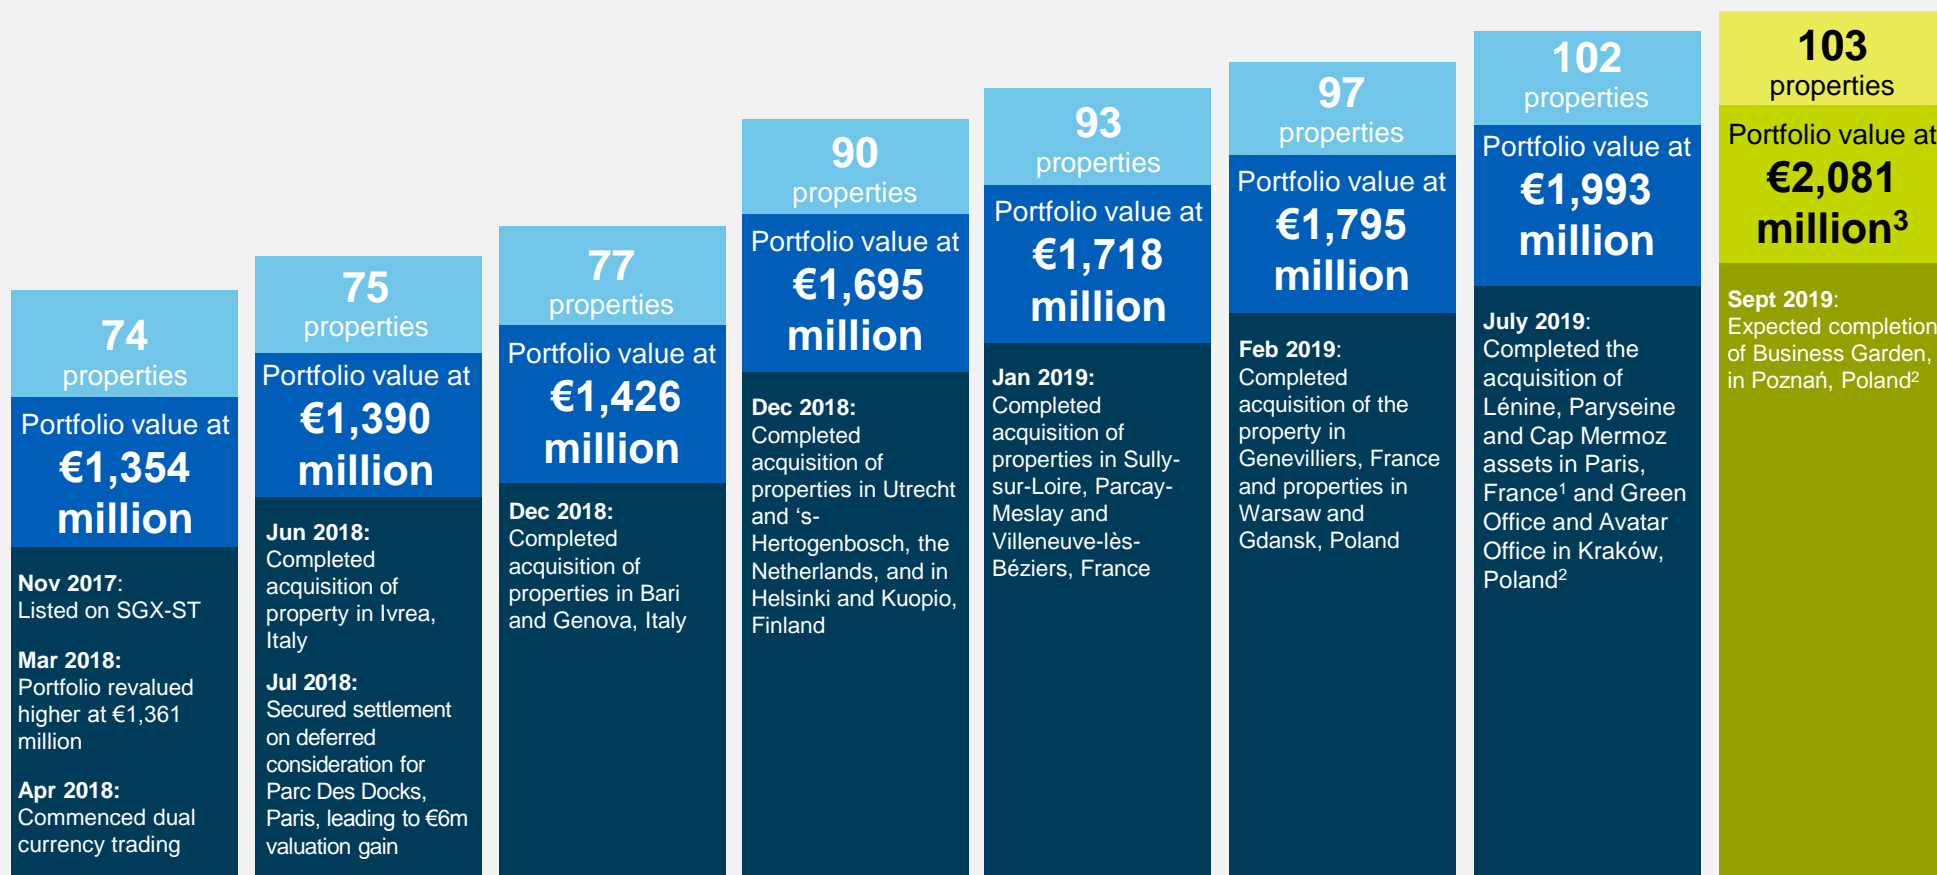 74
properties
Portfolio value at
€1,354
million
Nov 2017:
Listed on SGX-ST
Mar 2018:
Portfolio revalued
higher at €1,361
million
Apr 2018:
Commenced dual
currency trading
75
properties
Portfolio value at
€1,390
million
Jun 2018:
Completed
acquisition of
property in Ivrea,
Italy
Jul 2018:
Secured settlement
on deferred
consideration for
Parc Des Docks,
Paris, leading to €6m
valuation gain
77
properties
Portfolio value at
€1,426
million
Dec 2018:
Completed
acquisition of
properties in Bari
and Genova, Italy
90
properties
Portfolio value at
€1,695
million
Dec 2018:
Completed
acquisition of
properties in Utrecht
and ‘s-
Hertogenbosch, the
Netherlands, and in
Helsinki and Kuopio,
Finland
93
properties
Portfolio value at
€1,718
million
Jan 2019:
Completed
acquisition of
properties in Sully-
sur-Loire, Parcay-
Meslay and
Villeneuve-lès-
Béziers, France
97
properties
Portfolio value at
€1,795
million
Feb 2019:
Completed
acquisition of the
property in
Genevilliers, France
and properties in
Warsaw and
Gdansk, Poland
102
properties
Portfolio value at
€1,993
million
July 2019:
Completed the
acquisition of
Lénine, Paryseine
and Cap Mermoz
assets in Paris,
France¹ and Green
Office and Avatar
Office in Kraków,
Poland²
103
properties
Portfolio value at
€2,081
million³
Sept 2019:
Expected completion
of Business Garden,
in Poznań, Poland²